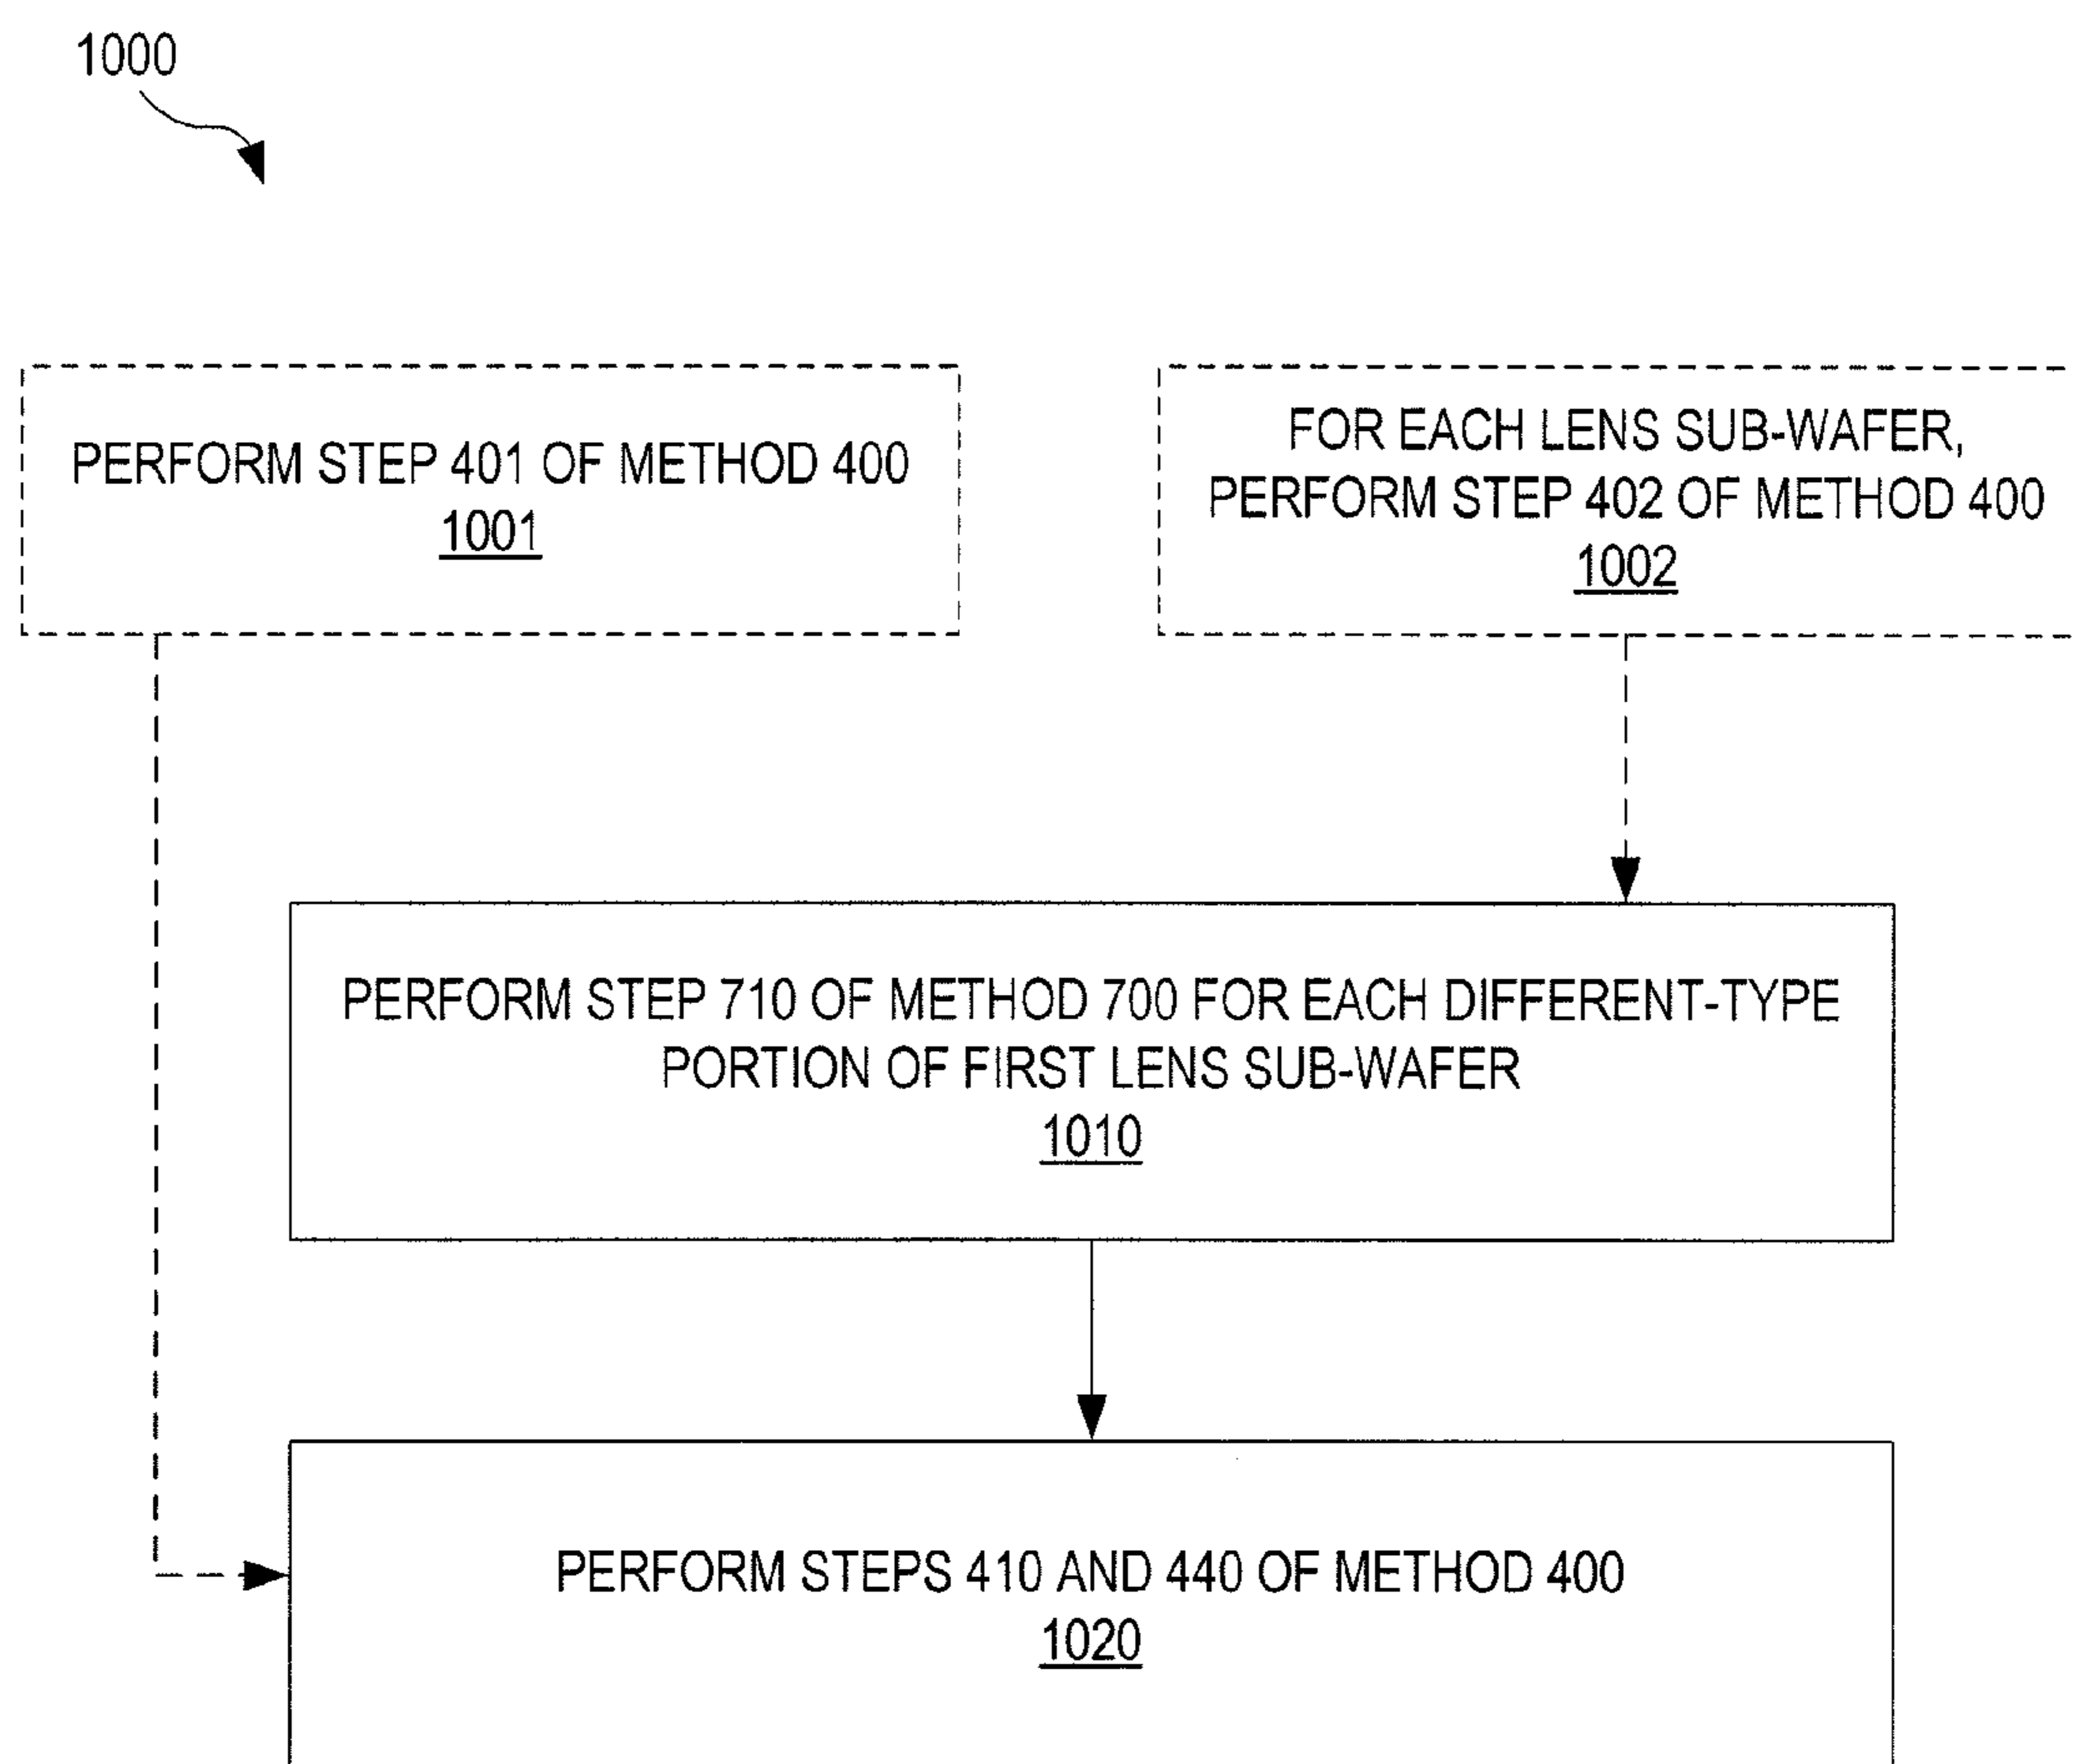 1000
PERFORM STEP 401 OF METHOD 400
1001
FOR EACH LENS SUB-WAFER,
PERFORM STEP 402 OF METHOD 400
1002
PERFORM STEP 710 OF METHOD 700 FOR EACH DIFFERENT-TYPE
PORTION OF FIRST LENS SUB-WAFER
1010
PERFORM STEPS 410 AND 440 OF METHOD 400
1020